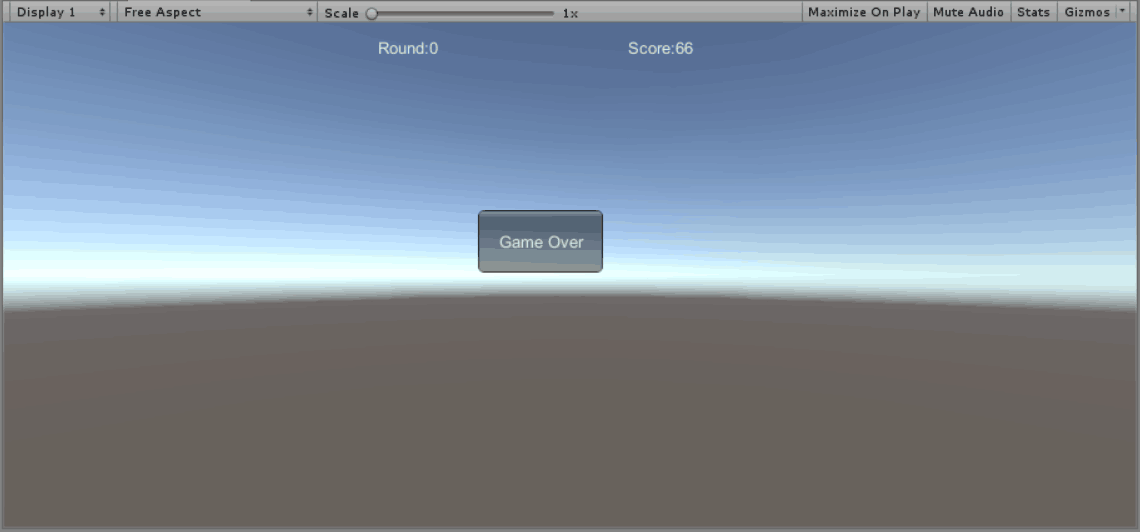 Display 1 Free Aspect Scale 1x Maximize On Play Mute Audio Stats Gizmos
Round:0 Score:66
Game Over